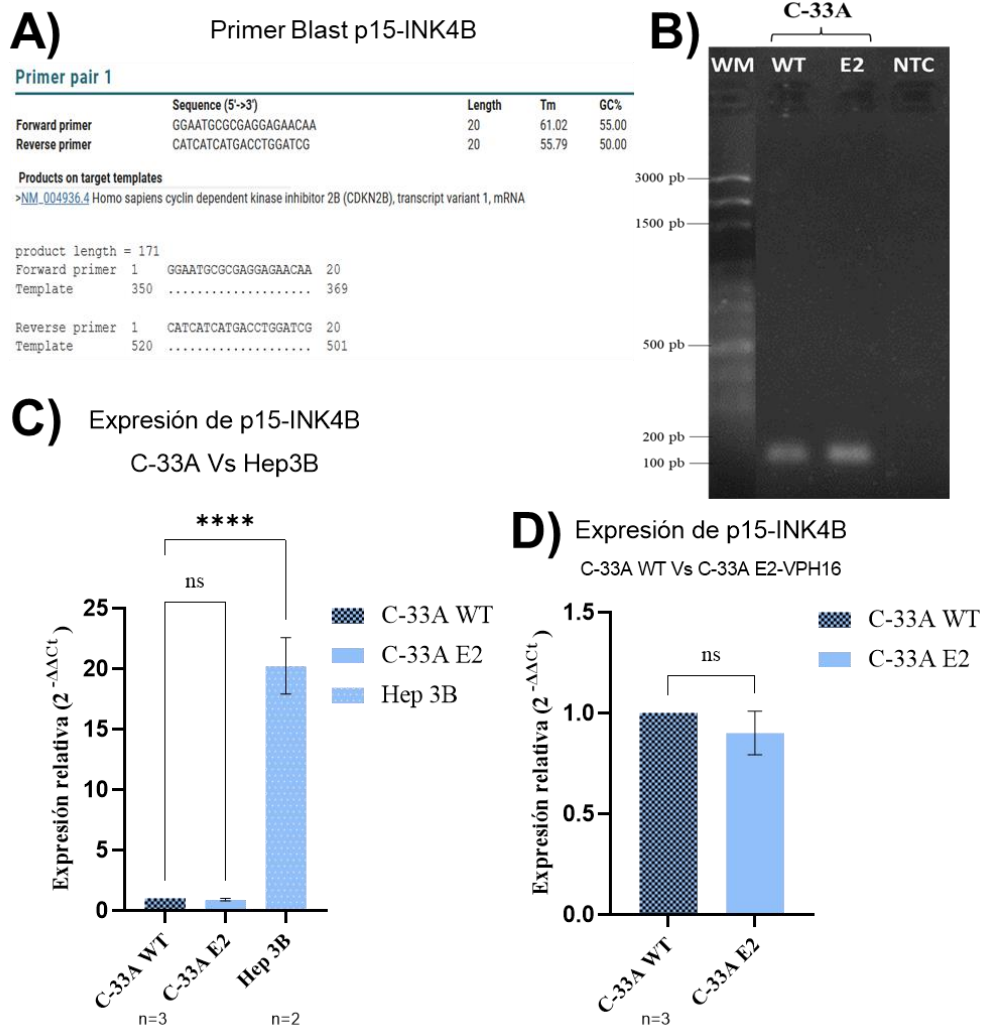 A)
Primer Blast p15-INK4B
Primer pair 1
Sequence (5'->3') Length Tm GC%
Forward primer GGAATGCGCGAGGAGAACAA 20 61.02 55.00
Reverse primer CATCATCATGACCTGGATCG 20 55.79 50.00
Products on target templates
>NM_004936.4 Homo sapiens cyclin dependent kinase inhibitor 2B (CDKN2B), transcript variant 1, mRNA
product length = 171
Forward primer 1 GGAATGCGCGAGGAGAACAA 20
Template 350 .................... 369
Reverse primer 1 CATCATCATGACCTGGATCG 20
Template 520 .................... 501
B)
C-33A
WM WT E2 NTC
3000 pb
1500 pb
500 pb
200 pb
100 pb
C)
Expresión de p15-INK4B
C-33A Vs Hep3B
****
ns
Expresión relativa (2 -ΔΔCt)
25
20
15
10
5
0
C-33A WT
C-33A E2
Hep 3B
C-33A WT
C-33A E2
Hep 3B
n=3
n=2
D)
Expresión de p15-INK4B
C-33A WT Vs C-33A E2-VPH16
ns
Expresión relativa (2 -ΔΔCt)
1.5
1.0
0.5
0.0
C-33A WT
C-33A E2
C-33A WT
C-33A E2
n=3